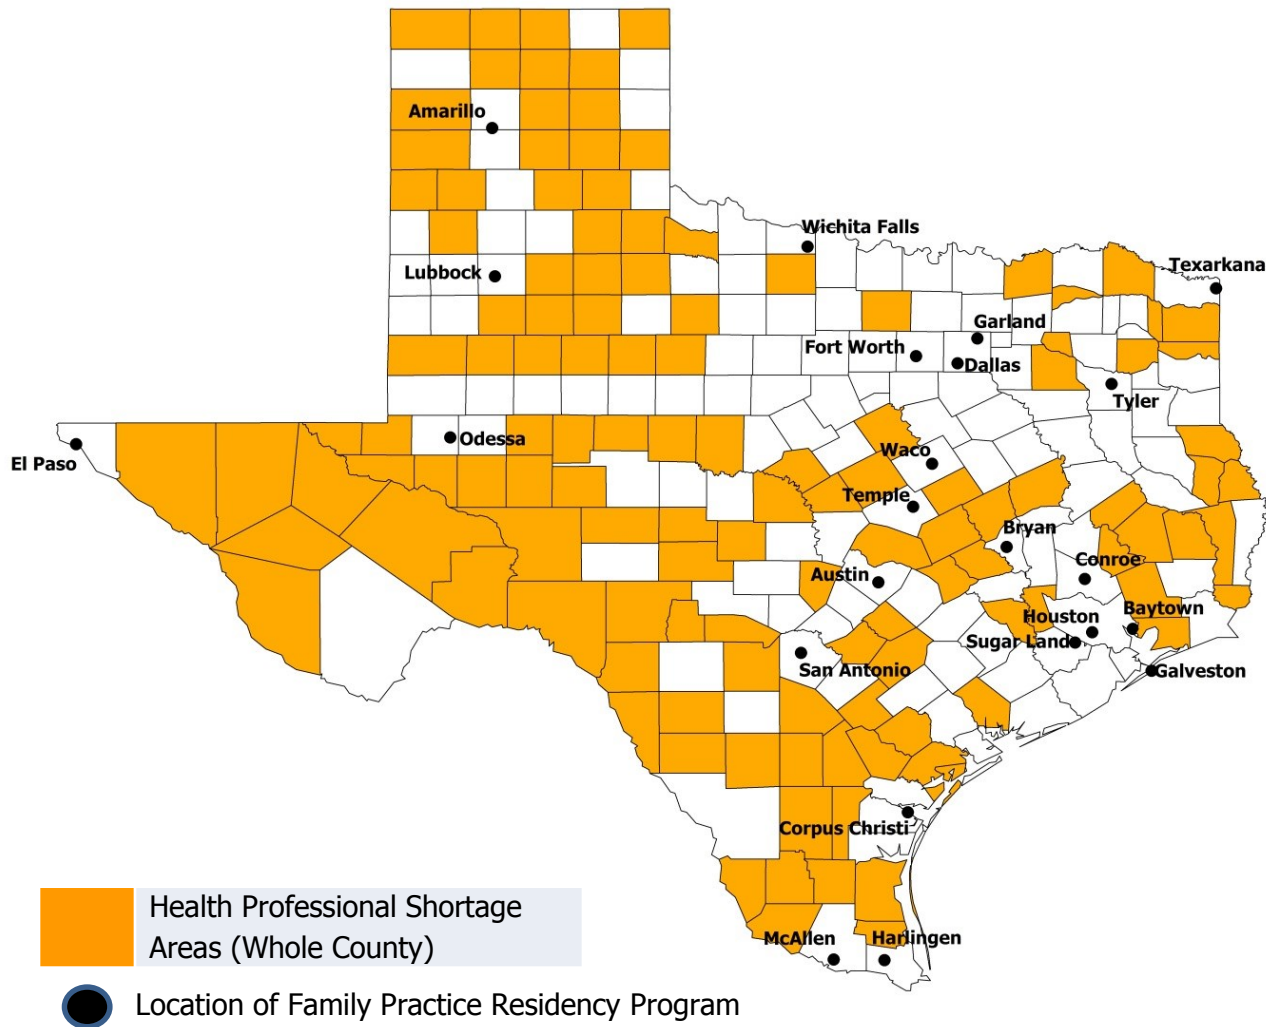 Amarillo
Wichita Falls
Lubbock
Texarkana
Garland
Fort Worth
Dallas
Tyler
Odessa
El Paso
Waco
Temple
Bryan
Conroe
Austin
Baytown
Houston
Sugar Land
San Antonio
Galveston
Corpus Christi
McAllen
Harlingen
Health Professional Shortage
Areas (Whole County)
Location of Family Practice Residency Program